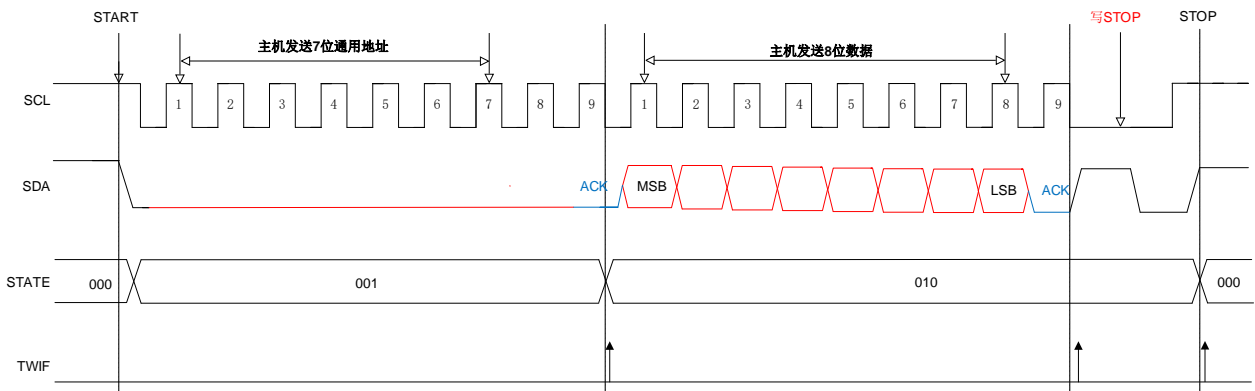 START
写STOP
STOP
主机发送7位通用地址
主机发送8位数据
SCL
1 2 3 4 5 6 7 8 9 1 2 3 4 5 6 7 8 9
SDA
ACK MSB LSB ACK
STATE
000 001 010 000
TWIF